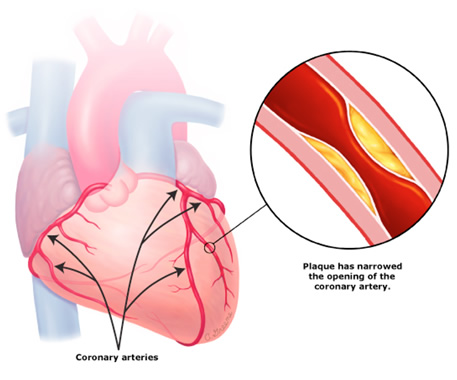 Plaque has narrowed
the opening of the
coronary artery.
Coronary arteries